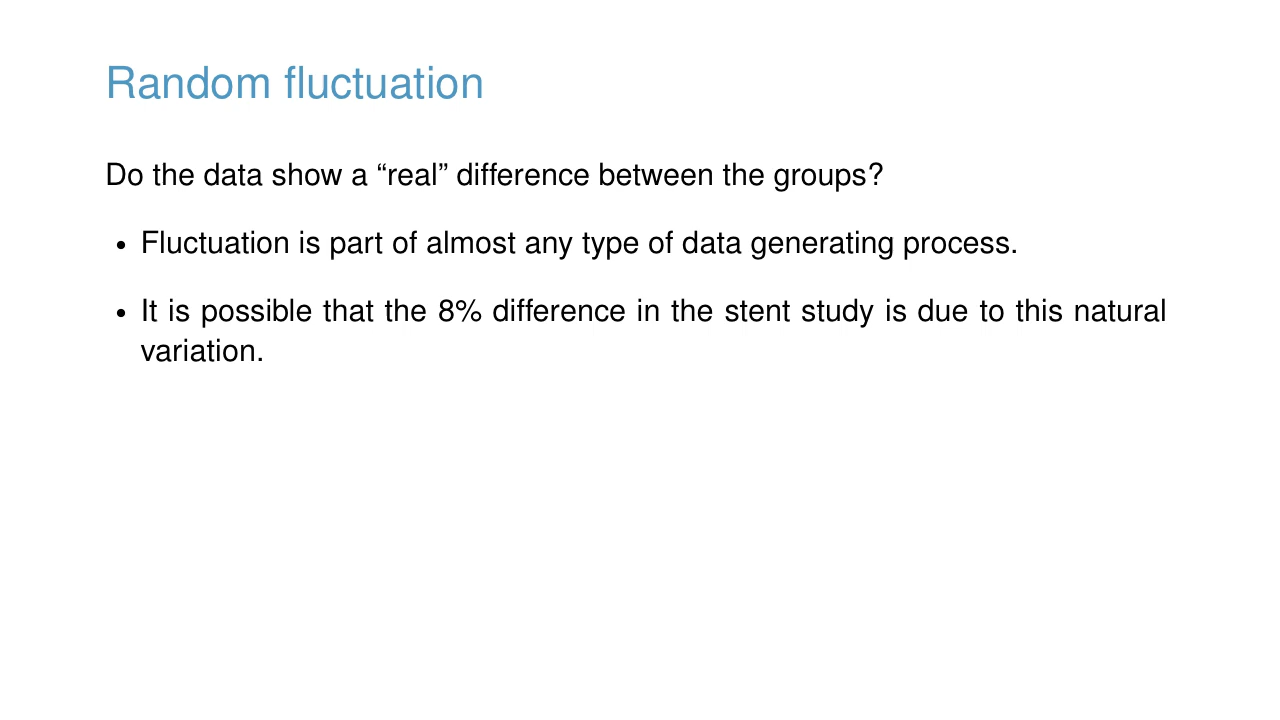 Random fluctuation
Do the data show a “real” difference between the groups?
• Fluctuation is part of almost any type of data generating process.
• It is possible that the 8% difference in the stent study is due to this natural
variation.